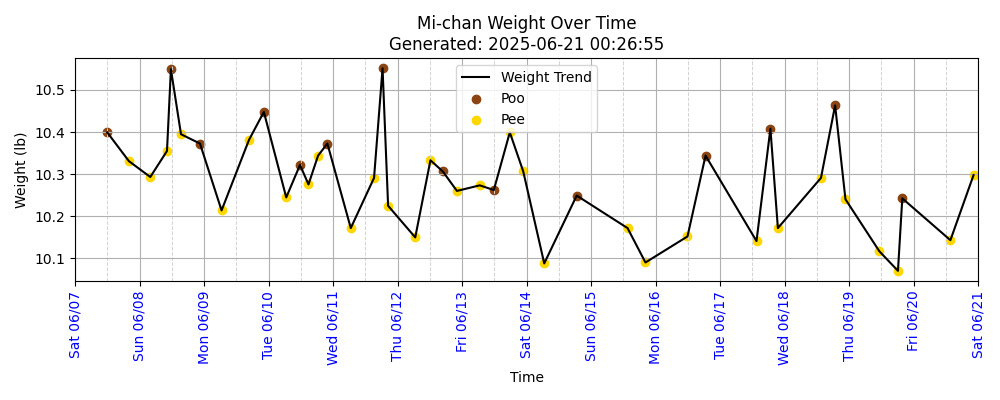 Mi-chan Weight Over Time
Generated: 2025-06-21 00:26:55
Weight Trend
Poo
Pee
Weight (lb)
10.5
10.4
10.3
10.2
10.1
Sat 06/07
Sun 06/08
Mon 06/09
Tue 06/10
Wed 06/11
Thu 06/12
Fri 06/13
Sat 06/14
Sun 06/15
Mon 06/16
Tue 06/17
Wed 06/18
Thu 06/19
Fri 06/20
Sat 06/21
Time